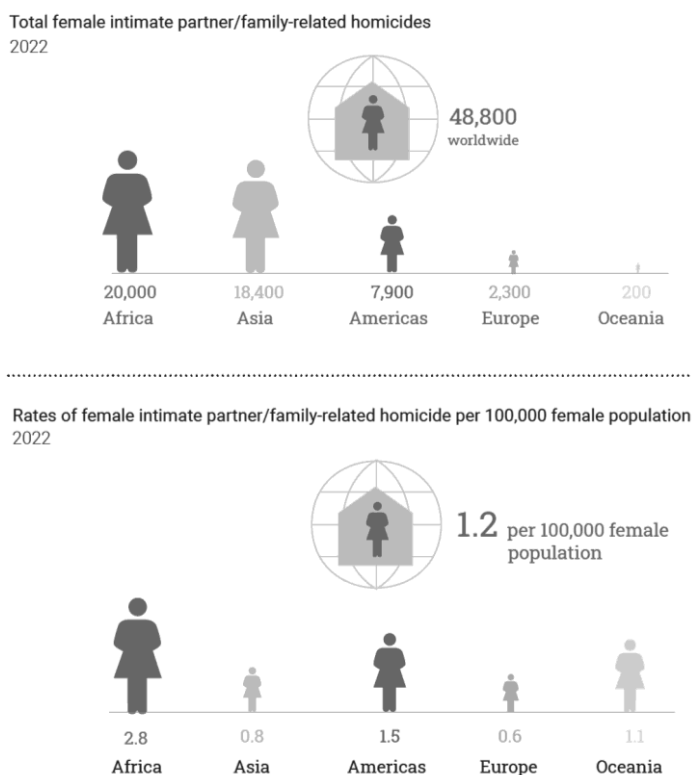 Total female intimate partner/family-related homicides
2022
48,800
worldwide
20,000 18,400 7,900 2,300 200
Africa Asia Americas Europe Oceania
Rates of female intimate partner/family-related homicide per 100,000 female population
2022
1.2 per 100,000 female
population
2.8 0.8 1.5 0.6 1.1
Africa Asia Americas Europe Oceania